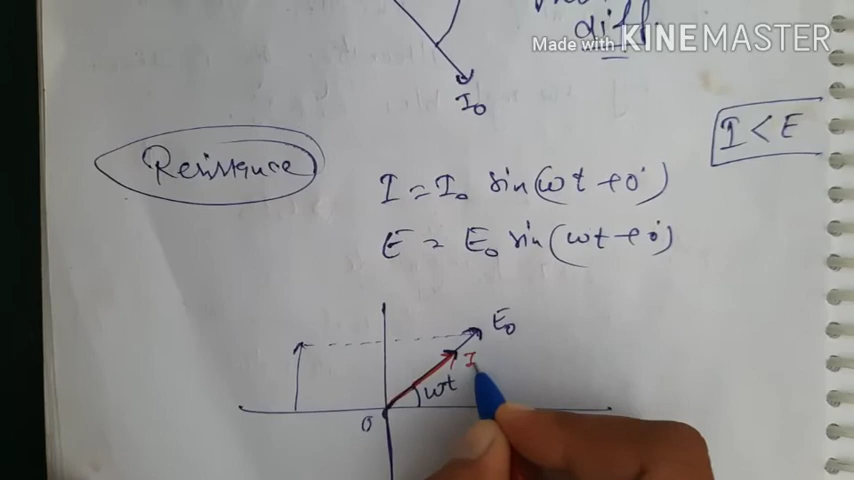 diff
Made with KINEMASTER
I₀
I < E
Resistance
I = I₀ sin(ωt + 0°)
E = E₀ sin(ωt + 0°)
E₀
I
ωt
0